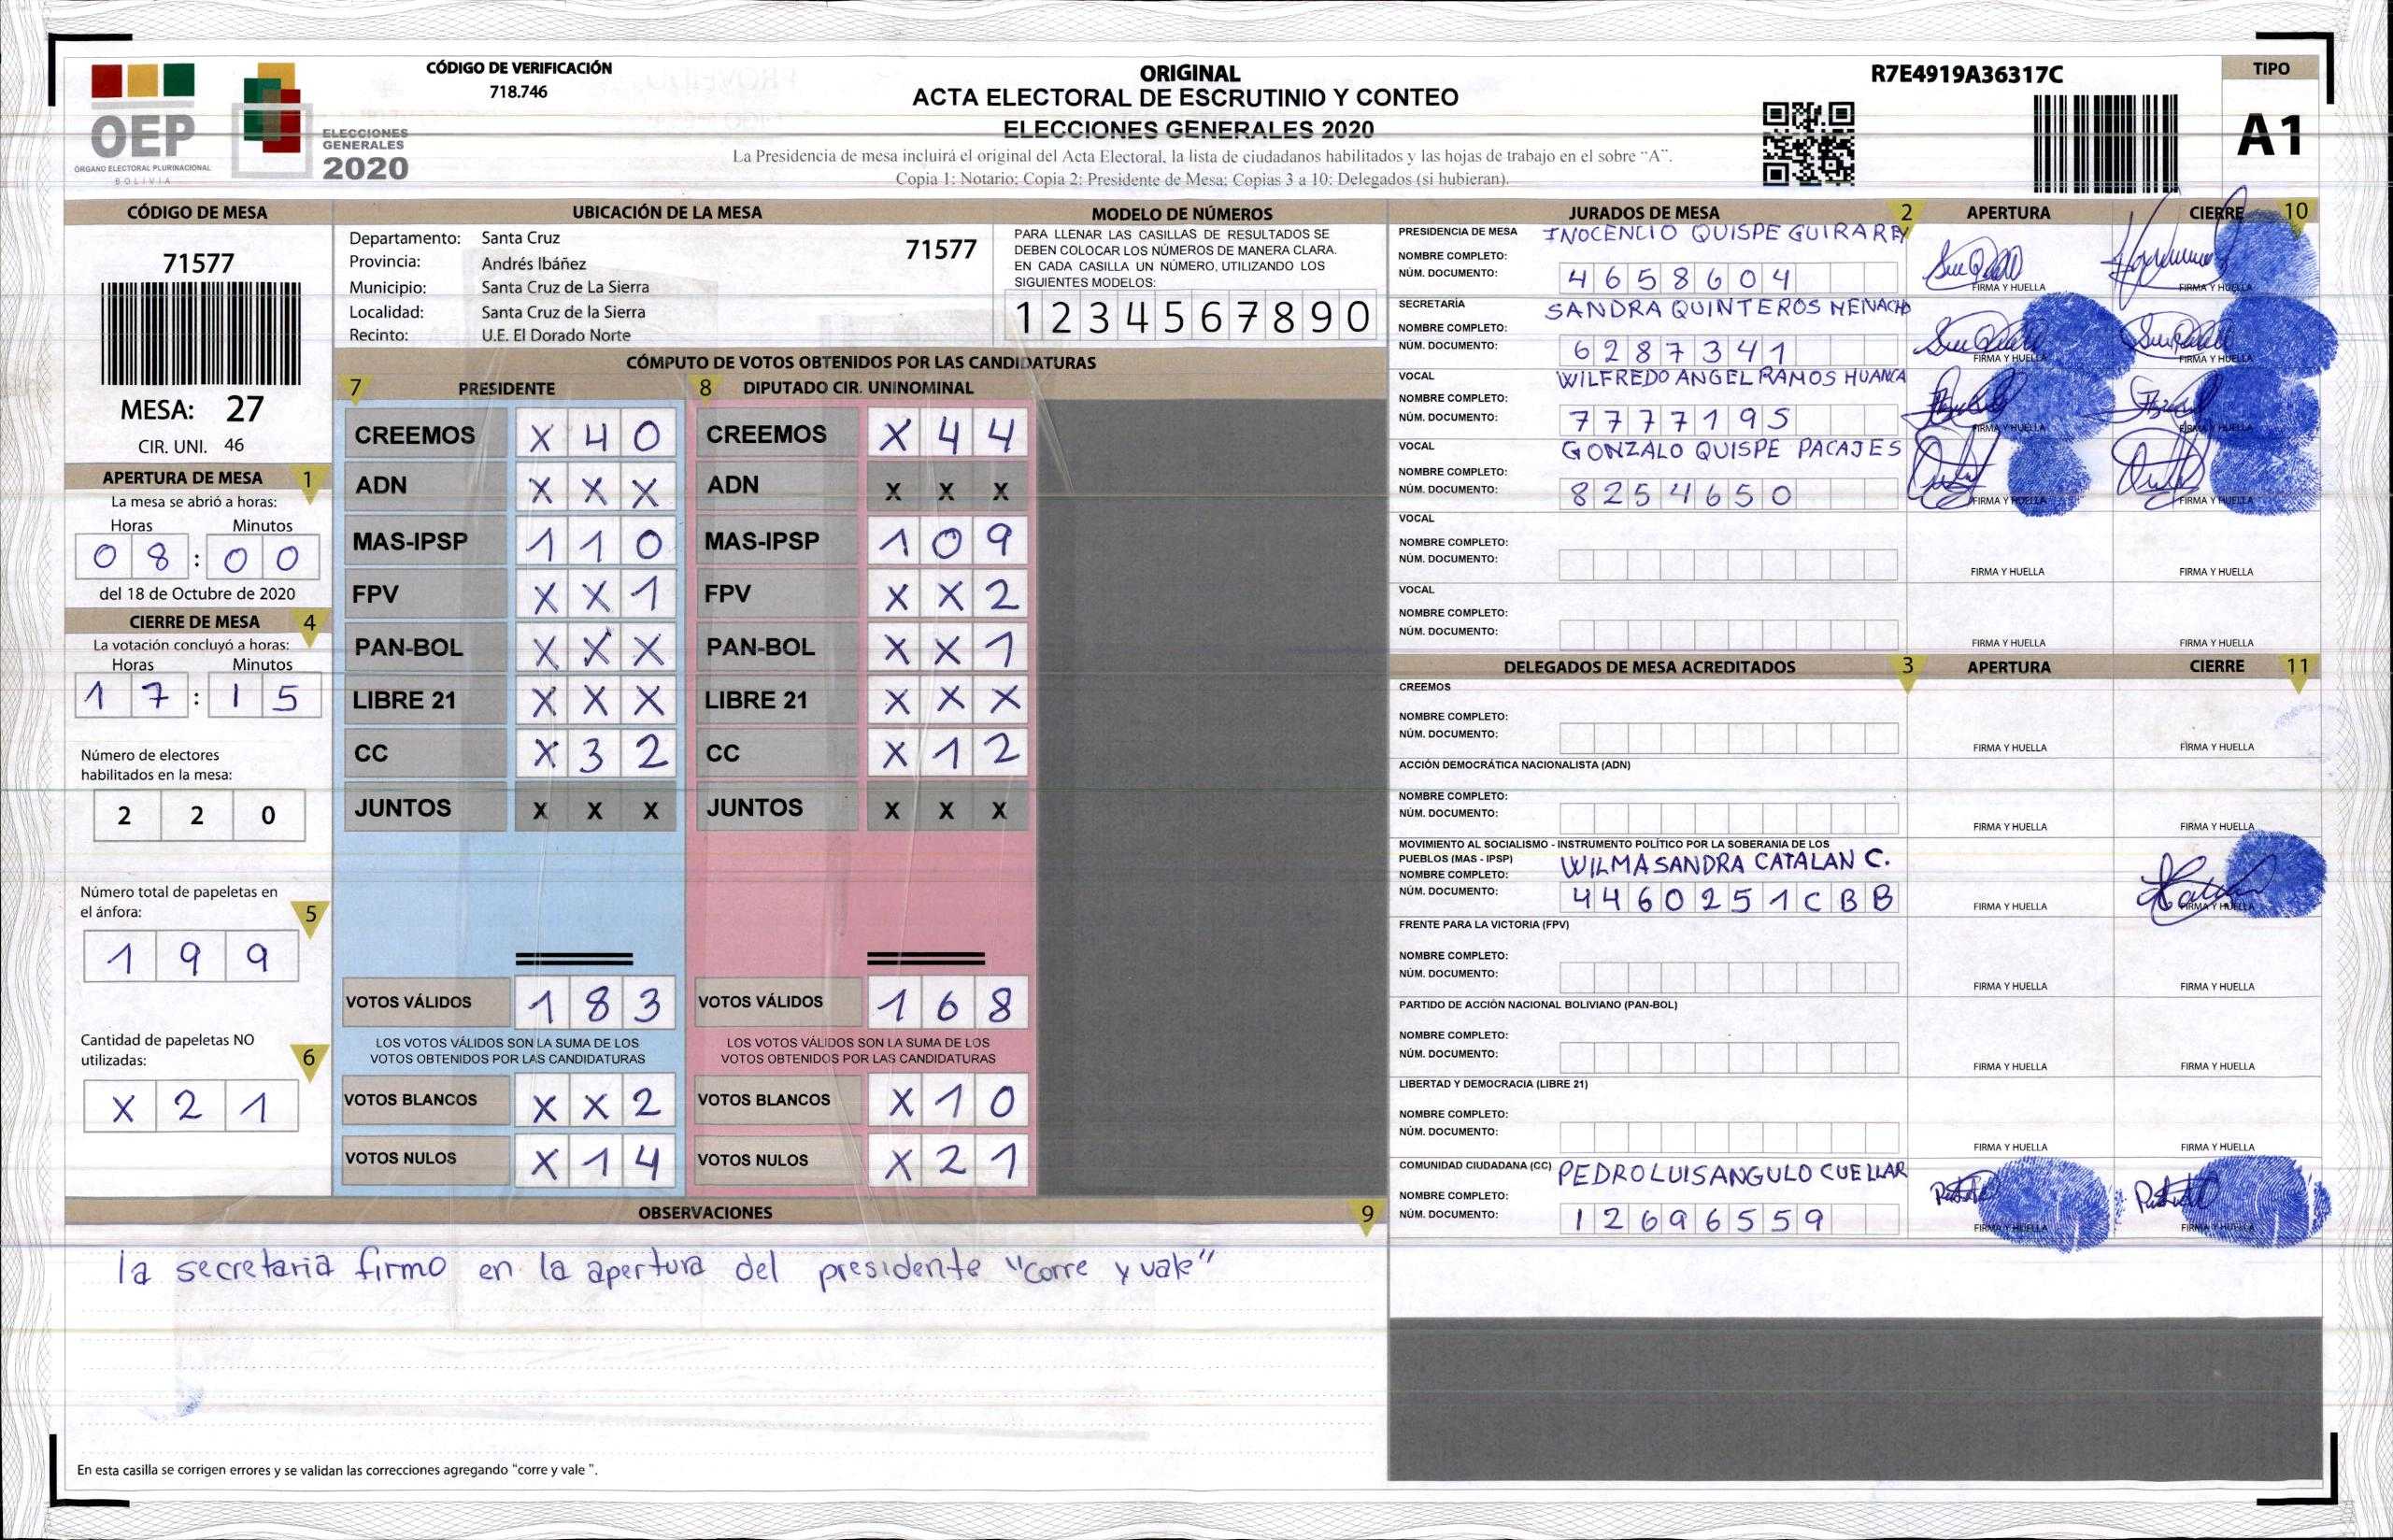 CÓDIGO DE VERIFICACIÓN
718.746
OEP
ÓRGANO ELECTORAL PLURINACIONAL
BOLIVIA
ELECCIONES
GENERALES
2020
ORIGINAL
ACTA ELECTORAL DE ESCRUTINIO Y CONTEO
ELECCIONES GENERALES 2020
La Presidencia de mesa incluirá el original del Acta Electoral, la lista de ciudadanos habilitados y las hojas de trabajo en el sobre "A".
Copia 1: Notario; Copia 2: Presidente de Mesa; Copias 3 a 10: Delegados (si hubieran).
R7E4919A36317C
TIPO
A1
CÓDIGO DE MESA
71577
MESA: 27
CIR. UNI. 46
APERTURA DE MESA 1
La mesa se abrió a horas:
Horas Minutos
08:00
del 18 de Octubre de 2020
CIERRE DE MESA 4
La votación concluyó a horas:
Horas Minutos
17:15
Número de electores
habilitados en la mesa:
2 2 0
Número total de papeletas en
el ánfora: 5
1 9 9
Cantidad de papeletas NO
utilizadas: 6
X 2 1
UBICACIÓN DE LA MESA
Departamento: Santa Cruz
71577
Provincia: Andrés Ibáñez
Municipio: Santa Cruz de La Sierra
Localidad: Santa Cruz de la Sierra
Recinto: U.E. El Dorado Norte
MODELO DE NÚMEROS
PARA LLENAR LAS CASILLAS DE RESULTADOS SE
DEBEN COLOCAR LOS NÚMEROS DE MANERA CLARA.
EN CADA CASILLA UN NÚMERO, UTILIZANDO LOS
SIGUIENTES MODELOS:
1 2 3 4 5 6 7 8 9 0
CÓMPUTO DE VOTOS OBTENIDOS POR LAS CANDIDATURAS
7 PRESIDENTE 8 DIPUTADO CIR. UNINOMINAL
CREEMOS X 4 0 CREEMOS X 4 4
ADN X X X ADN X X X
MAS-IPSP 1 1 0 MAS-IPSP 1 0 9
FPV X X 1 FPV X X 2
PAN-BOL X X X PAN-BOL X X 1
LIBRE 21 X X X LIBRE 21 X X X
CC X 3 2 CC X 1 2
JUNTOS X X X JUNTOS X X X
VOTOS VÁLIDOS 1 8 3 VOTOS VÁLIDOS 1 6 8
LOS VOTOS VÁLIDOS SON LA SUMA DE LOS LOS VOTOS VÁLIDOS SON LA SUMA DE LOS
VOTOS OBTENIDOS POR LAS CANDIDATURAS VOTOS OBTENIDOS POR LAS CANDIDATURAS
VOTOS BLANCOS X X 2 VOTOS BLANCOS X 1 0
VOTOS NULOS X 1 4 VOTOS NULOS X 2 1
OBSERVACIONES 9
la secretaria firmo en la apertura del presidente "corre y vale"
En esta casilla se corrigen errores y se validan las correcciones agregando "corre y vale ".
JURADOS DE MESA 2 APERTURA CIERRE 10
PRESIDENCIA DE MESA INOCENCIO QUISPE GUIRAREY
NOMBRE COMPLETO:
NÚM. DOCUMENTO: 4658604
FIRMA Y HUELLA FIRMA Y HUELLA
SECRETARÍA SANDRA QUINTEROS MENACHO
NOMBRE COMPLETO:
NÚM. DOCUMENTO: 6287341
FIRMA Y HUELLA FIRMA Y HUELLA
VOCAL WILFREDO ANGEL RAMOS HUANCA
NOMBRE COMPLETO:
NÚM. DOCUMENTO: 7777195
FIRMA Y HUELLA FIRMA Y HUELLA
VOCAL GONZALO QUISPE PACAJES
NOMBRE COMPLETO:
NÚM. DOCUMENTO: 8254650
FIRMA Y HUELLA FIRMA Y HUELLA
VOCAL
NOMBRE COMPLETO:
NÚM. DOCUMENTO:
FIRMA Y HUELLA FIRMA Y HUELLA
VOCAL
NOMBRE COMPLETO:
NÚM. DOCUMENTO:
FIRMA Y HUELLA FIRMA Y HUELLA
DELEGADOS DE MESA ACREDITADOS 3 APERTURA CIERRE 11
CREEMOS
NOMBRE COMPLETO:
NÚM. DOCUMENTO:
FIRMA Y HUELLA FIRMA Y HUELLA
ACCIÓN DEMOCRÁTICA NACIONALISTA (ADN)
NOMBRE COMPLETO:
NÚM. DOCUMENTO:
FIRMA Y HUELLA FIRMA Y HUELLA
MOVIMIENTO AL SOCIALISMO - INSTRUMENTO POLÍTICO POR LA SOBERANIA DE LOS
PUEBLOS (MAS - IPSP) WILMA SANDRA CATALAN C.
NOMBRE COMPLETO:
NÚM. DOCUMENTO: 4460251CBB
FIRMA Y HUELLA FIRMA Y HUELLA
FRENTE PARA LA VICTORIA (FPV)
NOMBRE COMPLETO:
NÚM. DOCUMENTO:
FIRMA Y HUELLA FIRMA Y HUELLA
PARTIDO DE ACCIÓN NACIONAL BOLIVIANO (PAN-BOL)
NOMBRE COMPLETO:
NÚM. DOCUMENTO:
FIRMA Y HUELLA FIRMA Y HUELLA
LIBERTAD Y DEMOCRACIA (LIBRE 21)
NOMBRE COMPLETO:
NÚM. DOCUMENTO:
FIRMA Y HUELLA FIRMA Y HUELLA
COMUNIDAD CIUDADANA (CC) PEDRO LUIS ANGULO CUELLAR
NOMBRE COMPLETO:
NÚM. DOCUMENTO: 12696559
FIRMA Y HUELLA FIRMA Y HUELLA